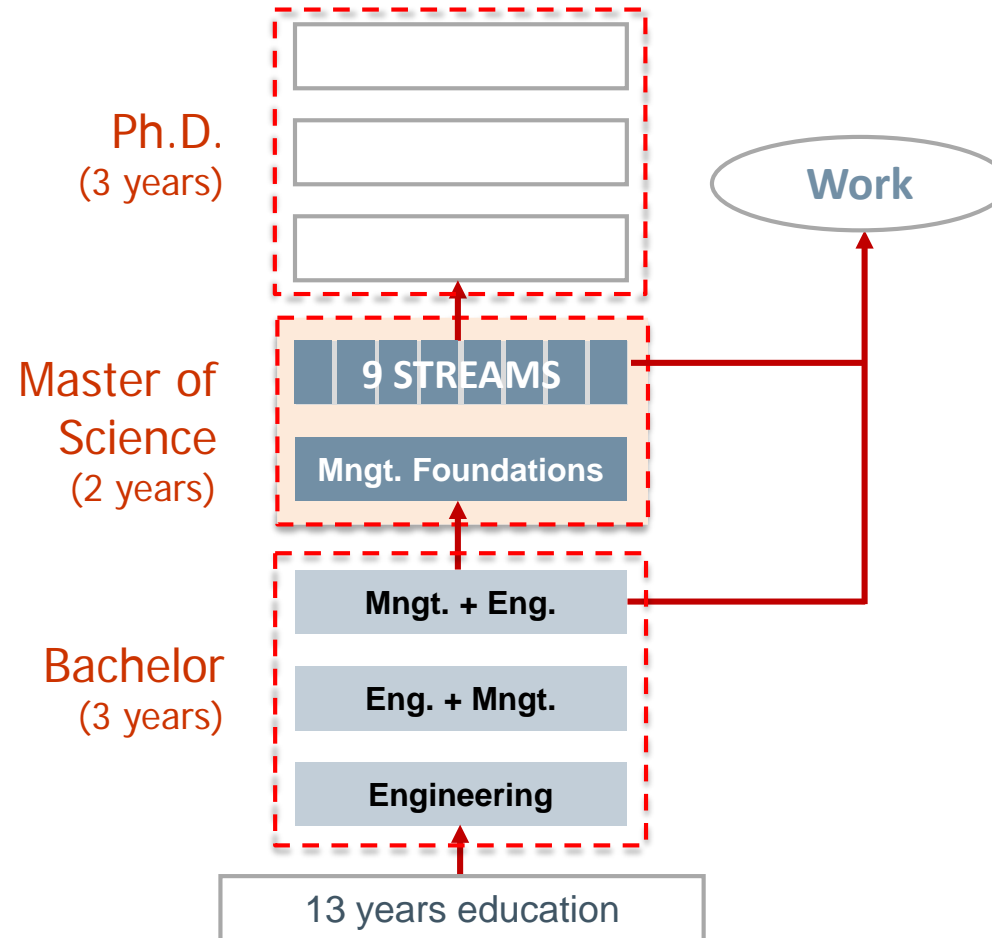 Ph.D.
(3 years)
Work
Master of
Science
(2 years)
9 STREAMS
Mngt. Foundations
Bachelor
(3 years)
Mngt. + Eng.
Eng. + Mngt.
Engineering
13 years education